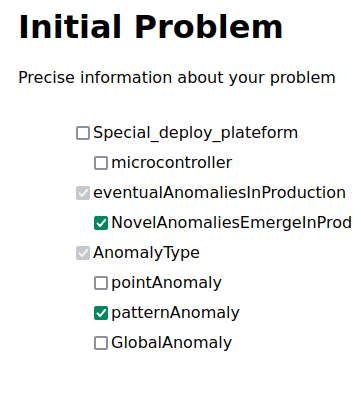 Initial Problem
Precise information about your problem
Special_deploy_plateform
microcontroller
eventualAnomaliesInProduction
NovelAnomaliesEmergeInProd
AnomalyType
pointAnomaly
patternAnomaly
GlobalAnomaly